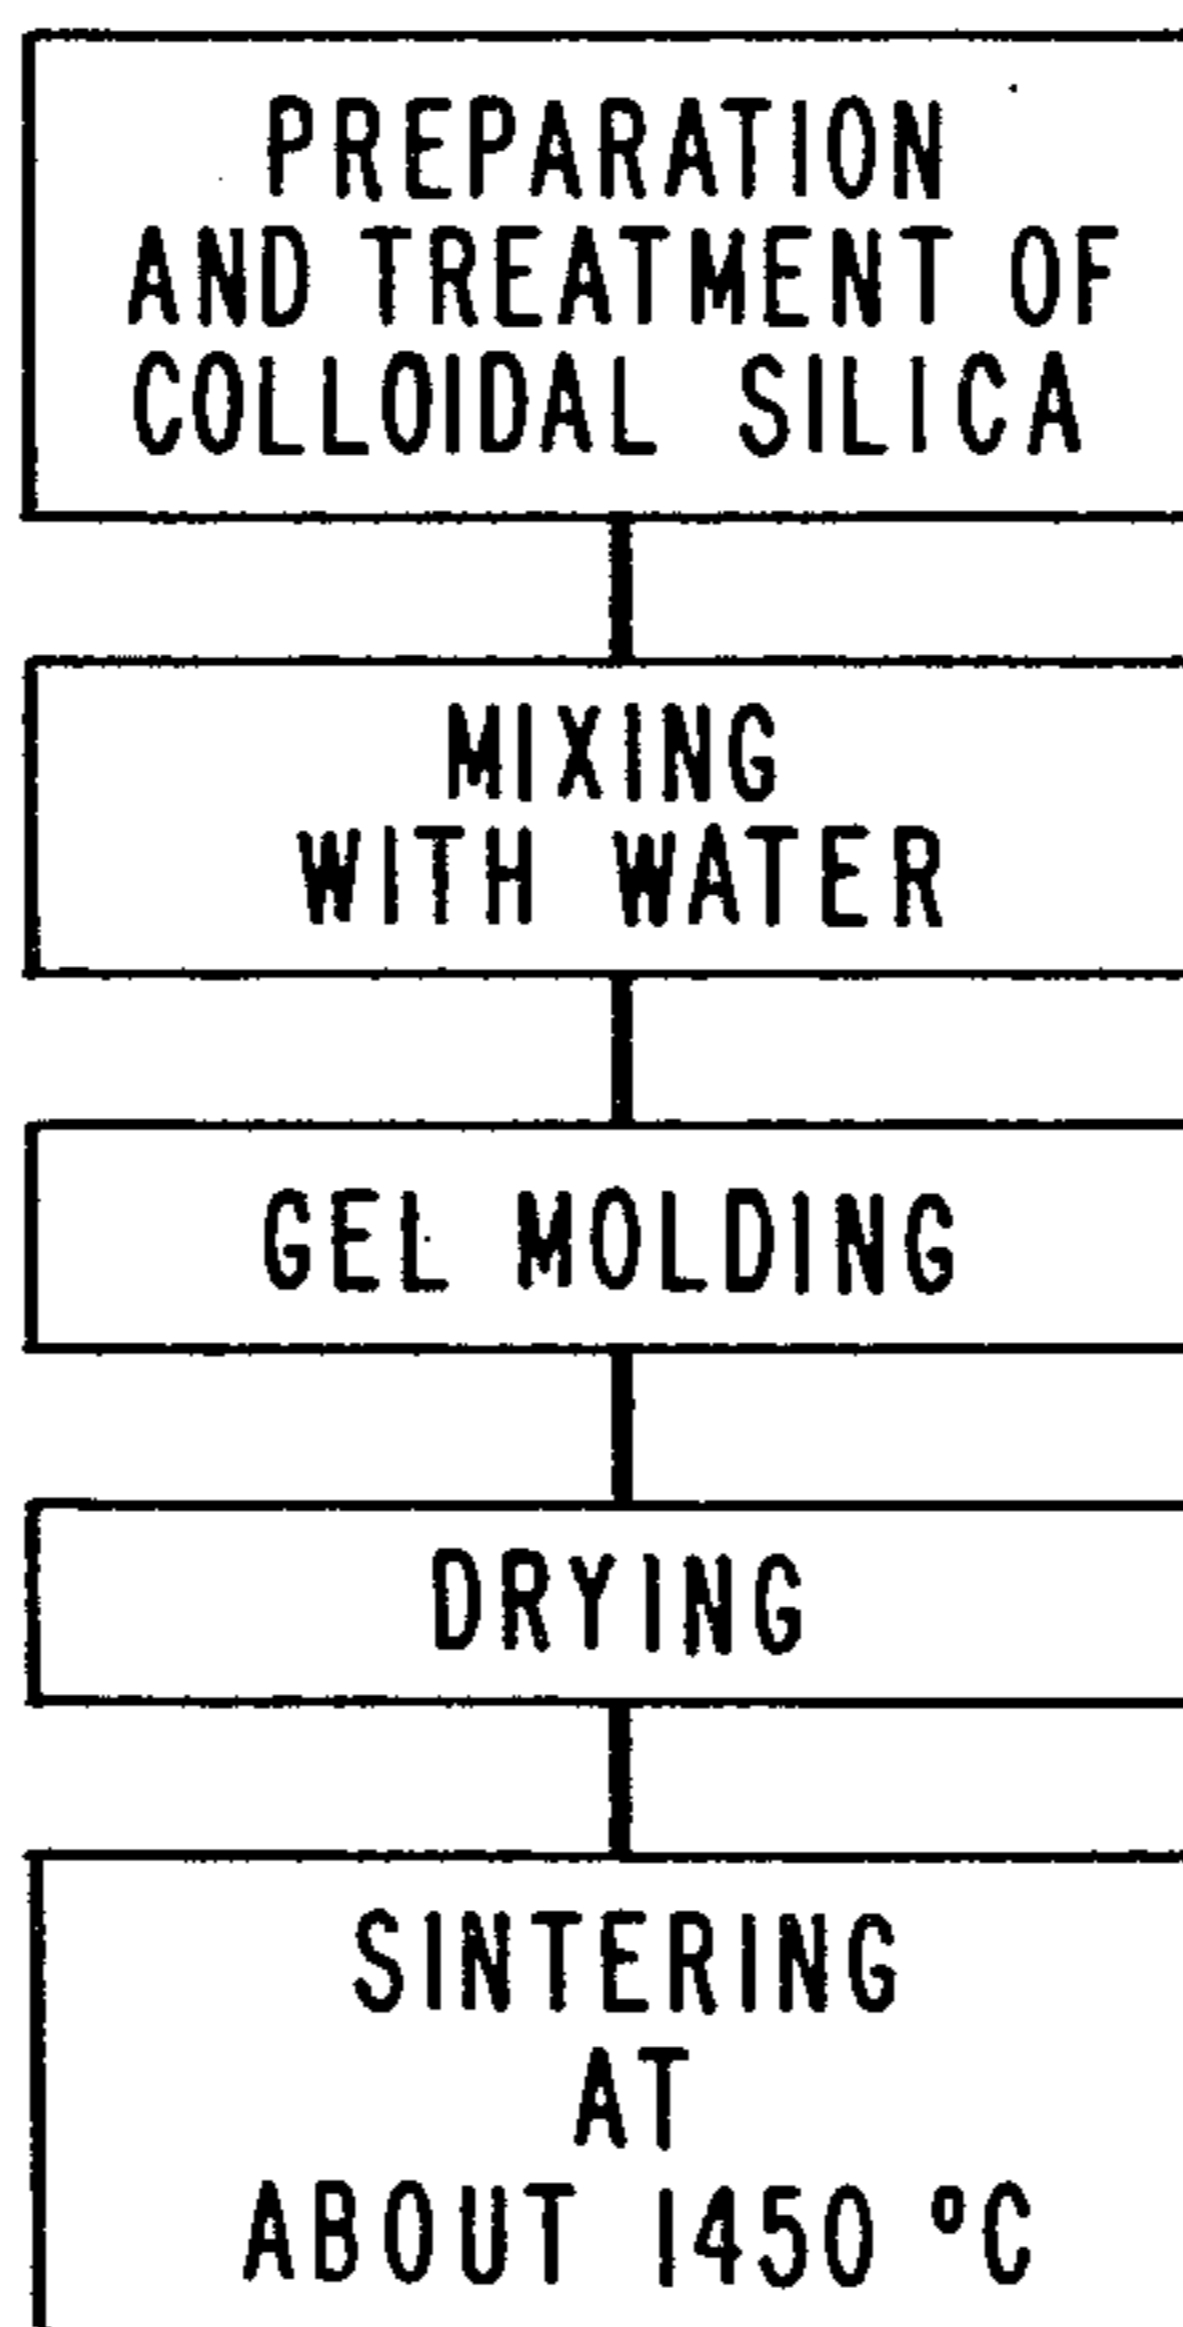 PREPARATION
AND TREATMENT OF
COLLOIDAL SILICA
MIXING
WITH WATER
GEL MOLDING
DRYING
SINTERING
AT
ABOUT 1450 °C